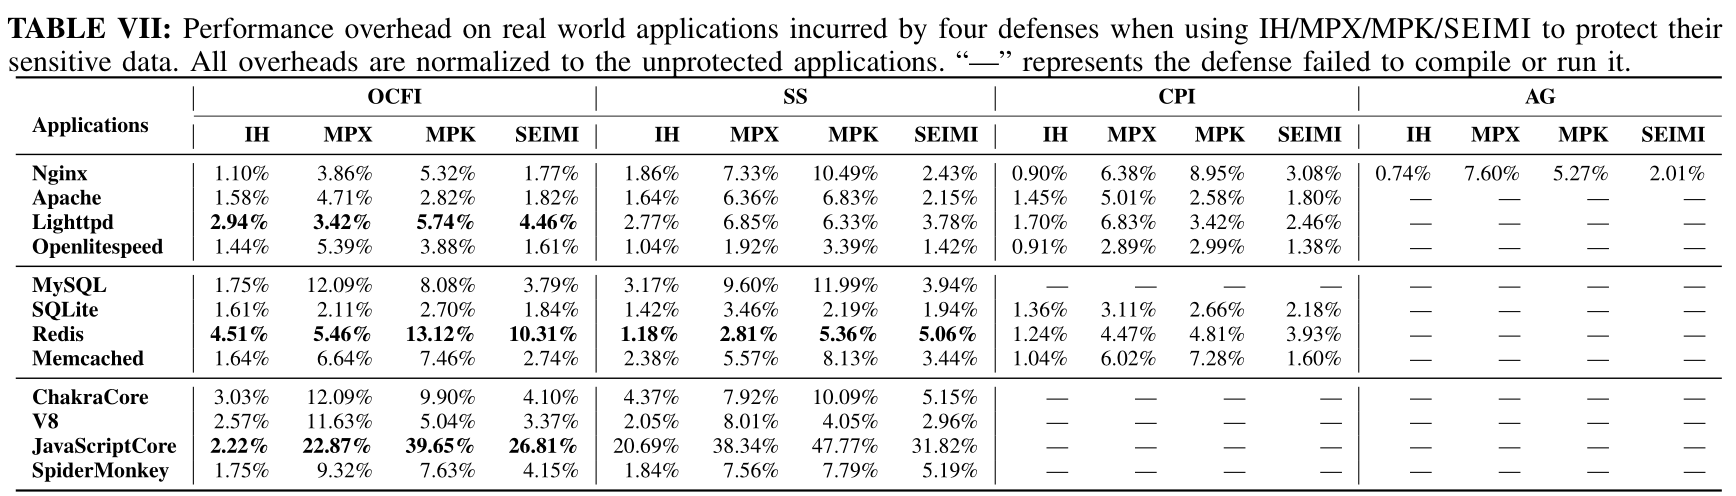 TABLE VII: Performance overhead on real world applications incurred by four defenses when using IH/MPX/MPK/SEIMI to protect their
sensitive data. All overheads are normalized to the unprotected applications. “—” represents the defense failed to compile or run it.
Applications OCFI SS CPI AG
IH MPX MPK SEIMI IH MPX MPK SEIMI IH MPX MPK SEIMI IH MPX MPK SEIMI
Nginx 1.10% 3.86% 5.32% 1.77% 1.86% 7.33% 10.49% 2.43% 0.90% 6.38% 8.95% 3.08% 0.74% 7.60% 5.27% 2.01%
Apache 1.58% 4.71% 2.82% 1.82% 1.64% 6.36% 6.83% 2.15% 1.45% 5.01% 2.58% 1.80% — — — —
Lighttpd 2.94% 3.42% 5.74% 4.46% 2.77% 6.85% 6.33% 3.78% 1.70% 6.83% 3.42% 2.46% — — — —
Openlitespeed 1.44% 5.39% 3.88% 1.61% 1.04% 1.92% 3.39% 1.42% 0.91% 2.89% 2.99% 1.38% — — — —
MySQL 1.75% 12.09% 8.08% 3.79% 3.17% 9.60% 11.99% 3.94% — — — — — — — —
SQLite 1.61% 2.11% 2.70% 1.84% 1.42% 3.46% 2.19% 1.94% 1.36% 3.11% 2.66% 2.18% — — — —
Redis 4.51% 5.46% 13.12% 10.31% 1.18% 2.81% 5.36% 5.06% 1.24% 4.47% 4.81% 3.93% — — — —
Memcached 1.64% 6.64% 7.46% 2.74% 2.38% 5.57% 8.13% 3.44% 1.04% 6.02% 7.28% 1.60% — — — —
ChakraCore 3.03% 12.09% 9.90% 4.10% 4.37% 7.92% 10.09% 5.15% — — — — — — — —
V8 2.57% 11.63% 5.04% 3.37% 2.05% 8.01% 4.05% 2.96% — — — — — — — —
JavaScriptCore 2.22% 22.87% 39.65% 26.81% 20.69% 38.34% 47.77% 31.82% — — — — — — — —
SpiderMonkey 1.75% 9.32% 7.63% 4.15% 1.84% 7.56% 7.79% 5.19% — — — — — — — —